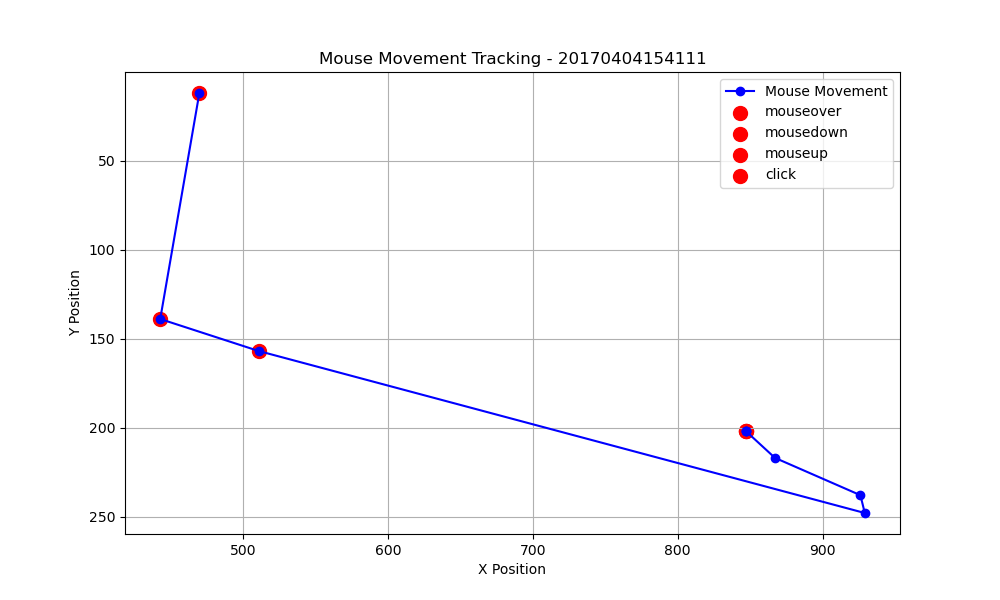 Mouse Movement Tracking - 20170404154111
Mouse Movement
mouseover
mousedown
mouseup
click
50
100
150
200
250
Y Position
500
600
700
800
900
X Position